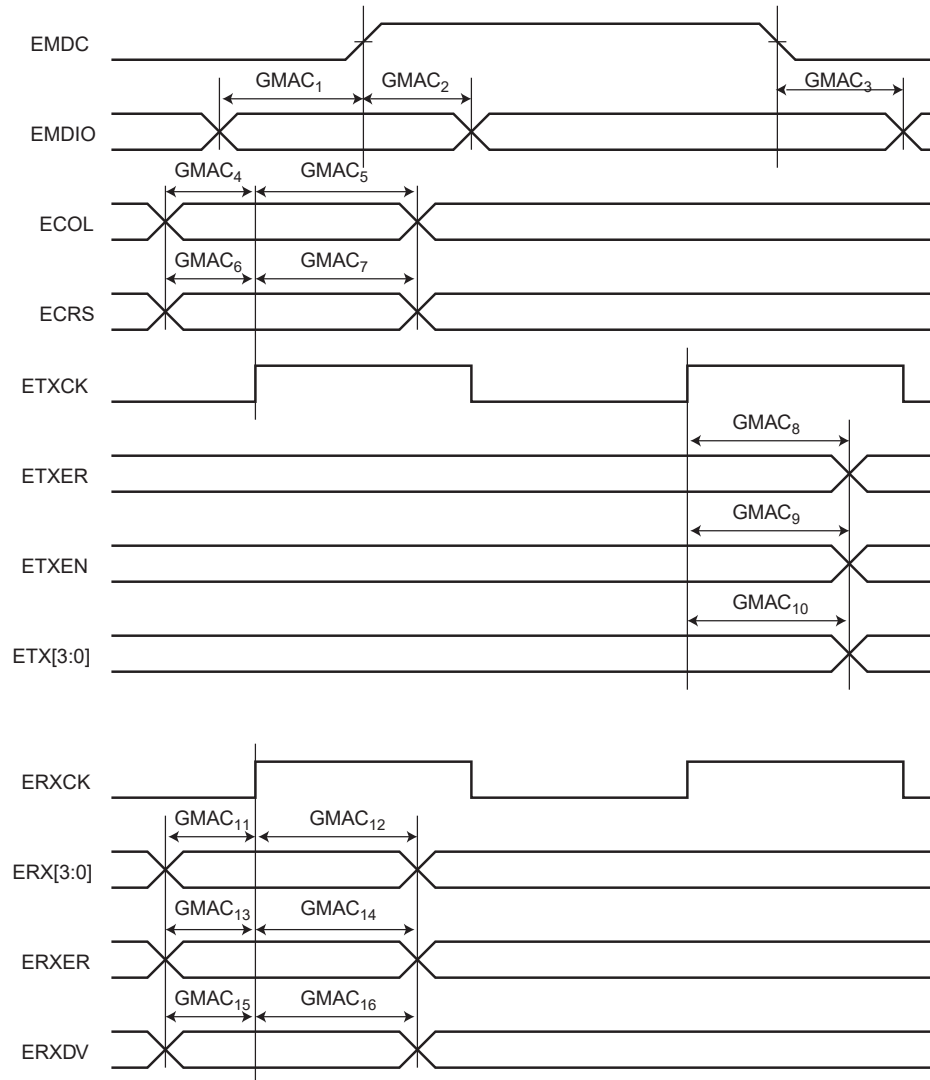 EMDC
GMAC₁ GMAC₂ GMAC₃
EMDIO
GMAC₄ GMAC₅
ECOL
GMAC₆ GMAC₇
ECRS
ETXCK
GMAC₈
ETXER
GMAC₉
ETXEN
GMAC₁₀
ETX[3:0]
ERXCK
GMAC₁₁ GMAC₁₂
ERX[3:0]
GMAC₁₃ GMAC₁₄
ERXER
GMAC₁₅ GMAC₁₆
ERXDV